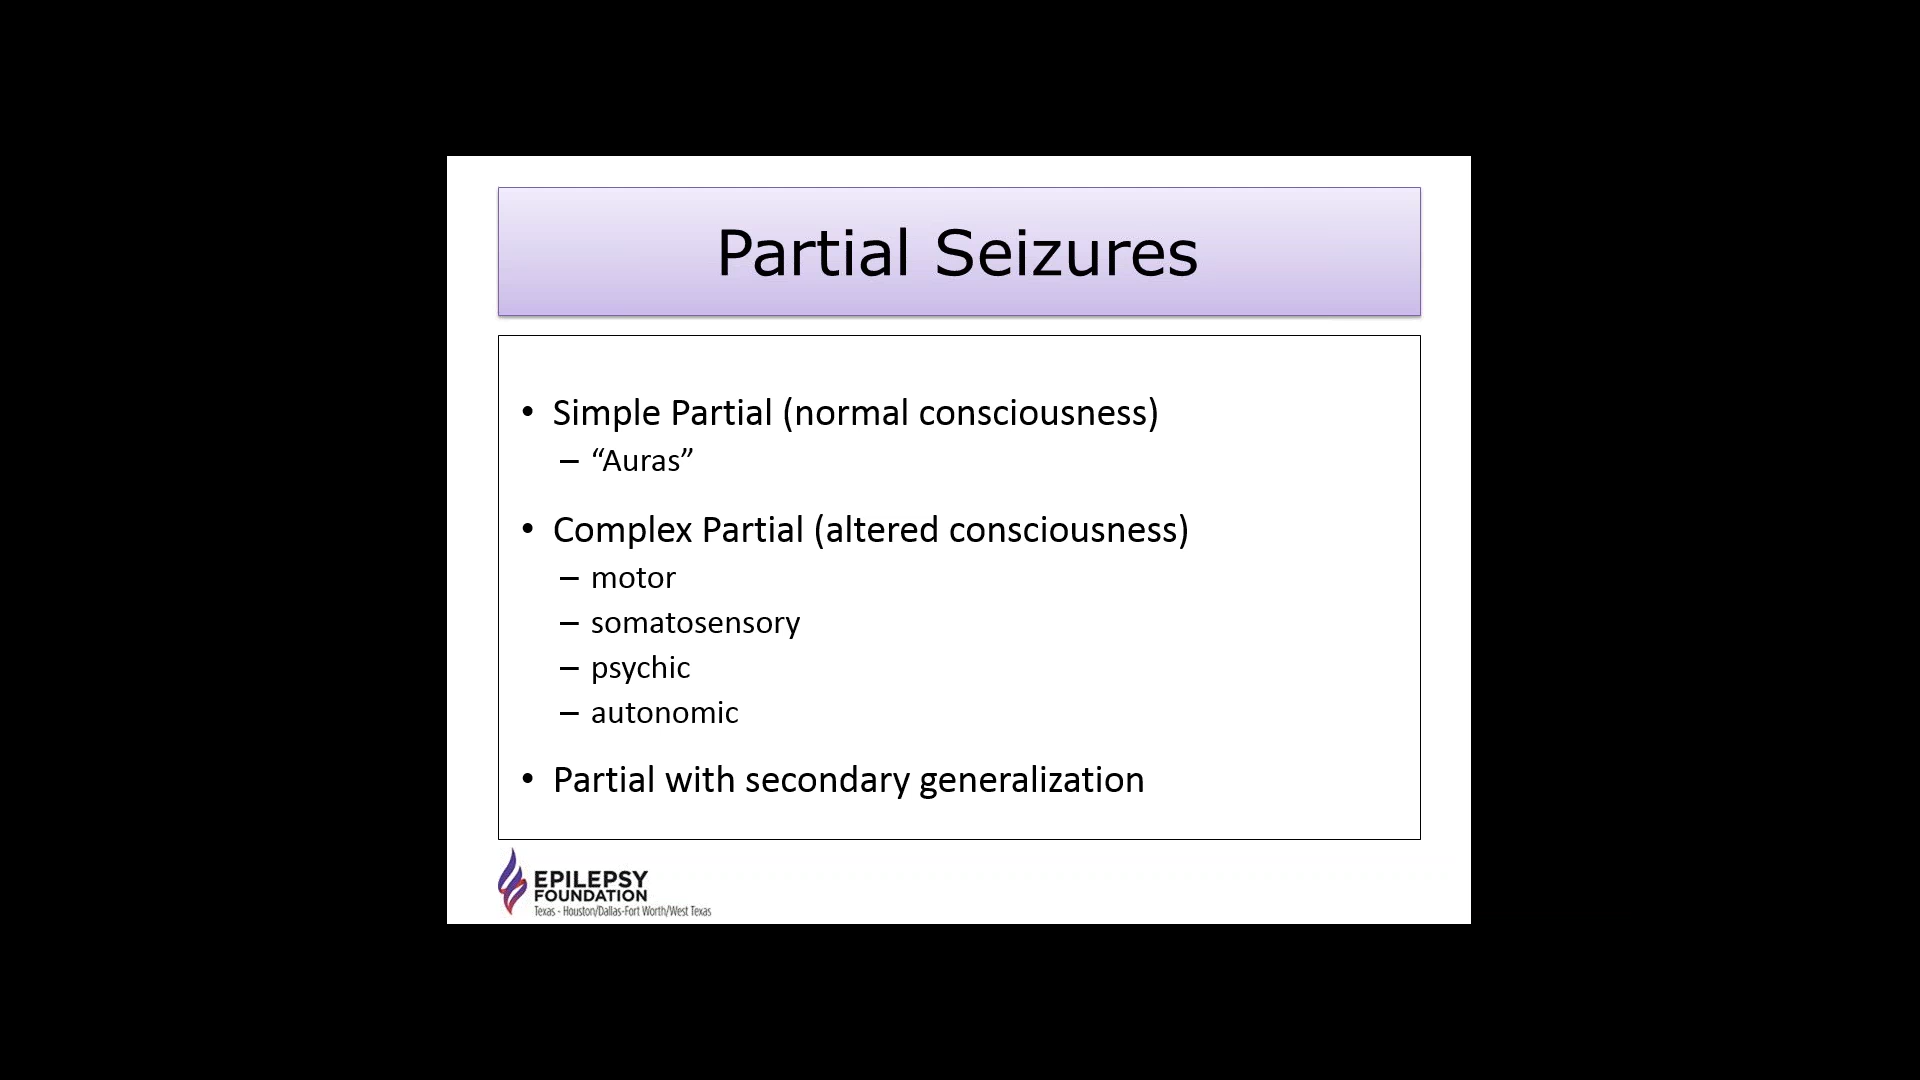 Partial Seizures
• Simple Partial (normal consciousness)
– “Auras”
• Complex Partial (altered consciousness)
– motor
– somatosensory
– psychic
– autonomic
• Partial with secondary generalization
EPILEPSY
FOUNDATION
Texas - Houston/Dallas-Fort Worth/West Texas